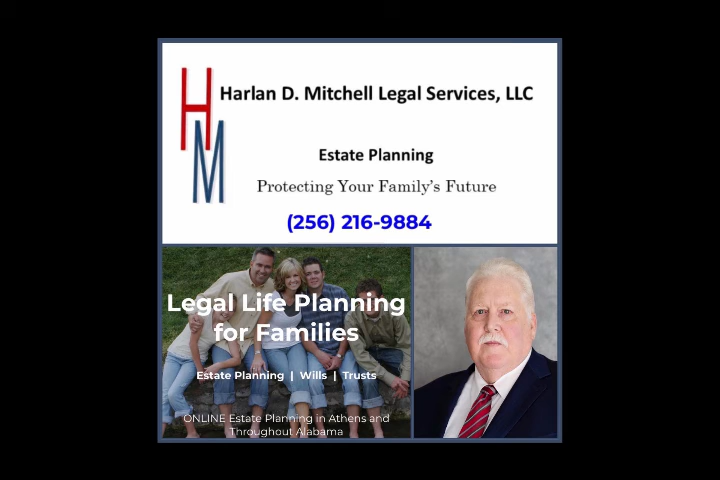 HM
Harlan D. Mitchell Legal Services, LLC
Estate Planning
Protecting Your Family's Future
(256) 216-9884
Legal Life Planning
for Families
Estate Planning | Wills | Trusts
ONLINE Estate Planning in Athens and
Throughout Alabama